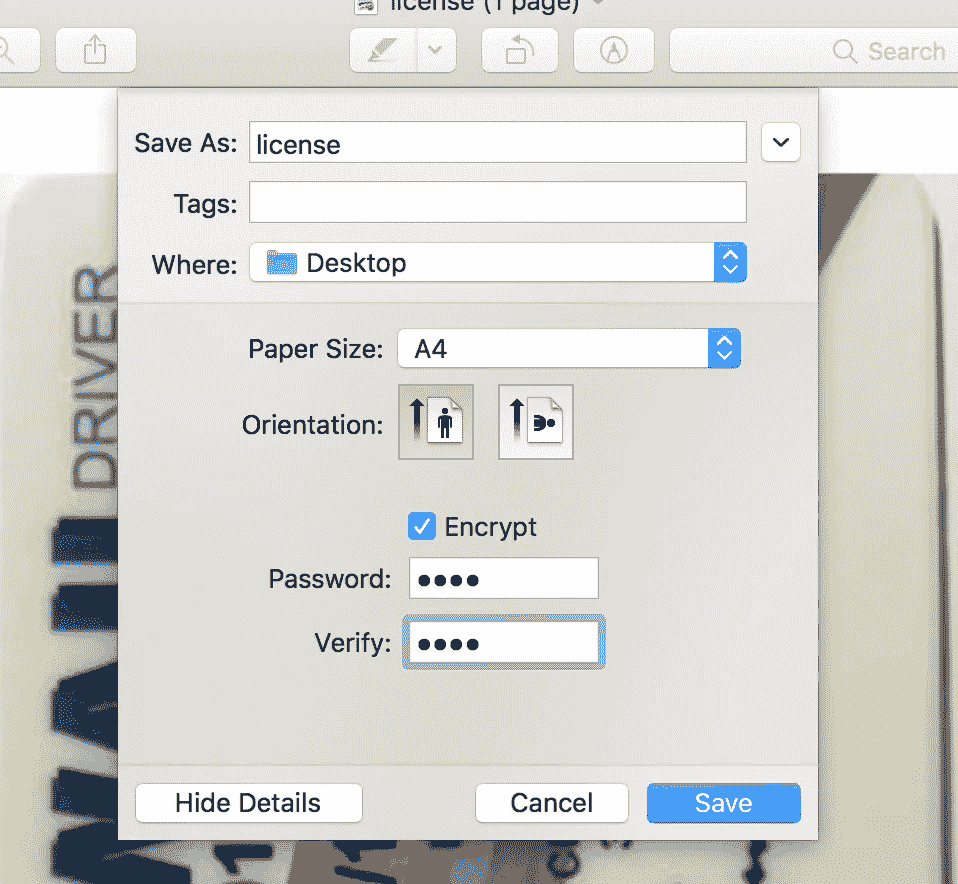 license (1 page)
Search
Save As: license
Tags:
Where: Desktop
Paper Size: A4
Orientation:
Encrypt
Password: ••••
Verify: ••••
Hide Details Cancel Save
DRIVER